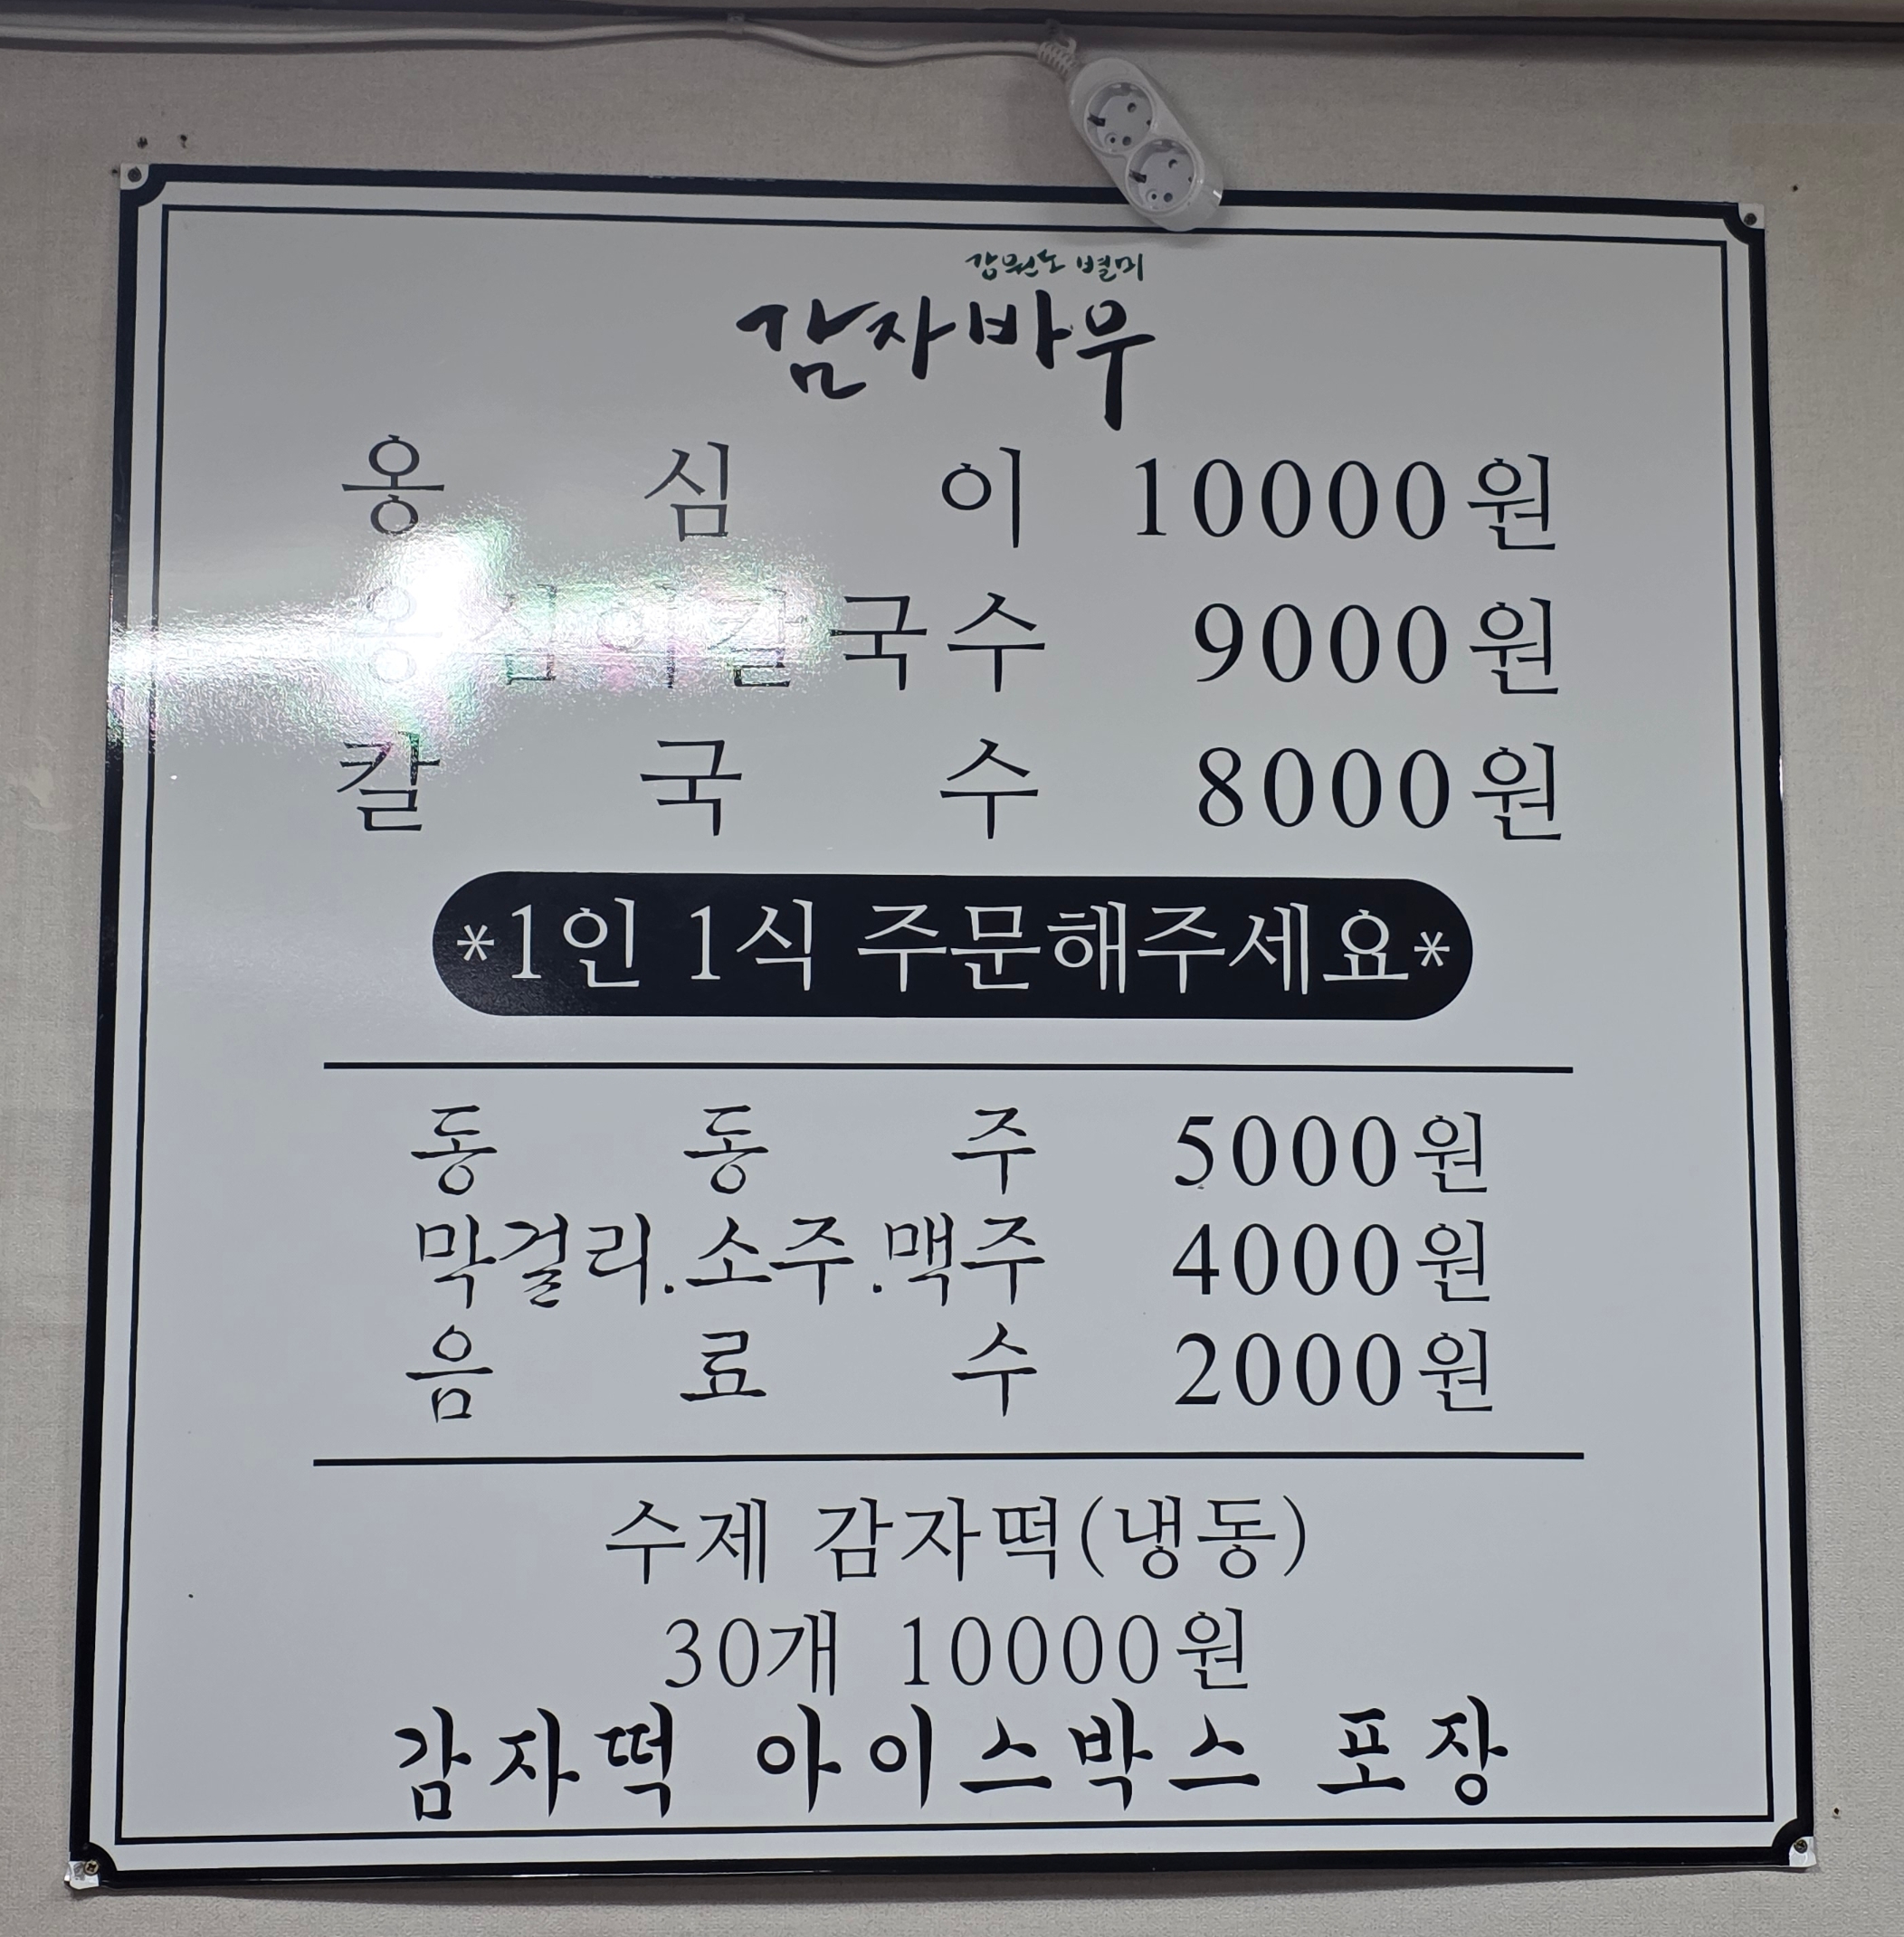 강원도 별미
감자바우
옹심이 10000원
옹심이칼국수 9000원
칼국수 8000원
*1인 1식 주문해주세요*
동동주 5000원
막걸리.소주.맥주 4000원
음료수 2000원
수제 감자떡(냉동)
30개 10000원
감자떡 아이스박스 포장